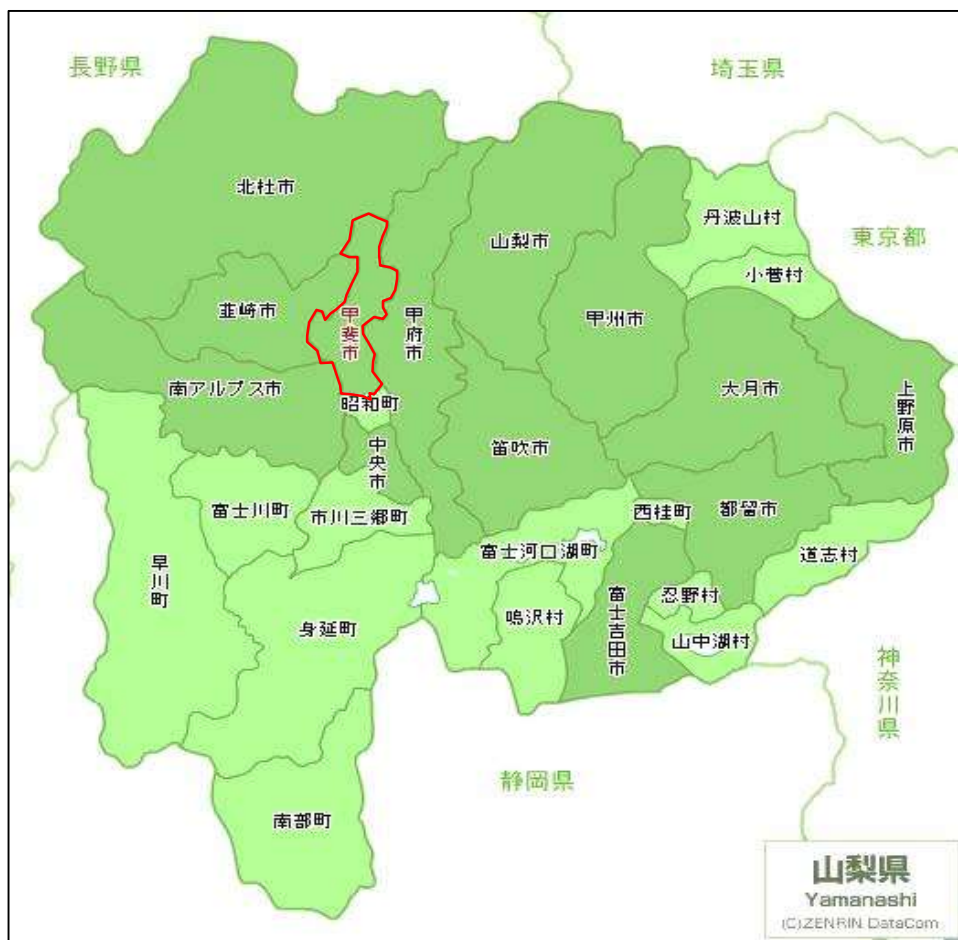 長野県
埼玉県
北杜市
丹波山村
山梨市
東京都
小菅村
韮崎市
甲斐市
甲府市
甲州市
南アルプス市
大月市
上野原市
昭和町
中央市
笛吹市
富士川町
市川三郷町
西桂町
都留市
富士河口湖町
道志村
早川町
忍野村
鳴沢村
富士吉田市
身延町
山中湖村
神奈川県
静岡県
南部町
山梨県
Yamanashi
(C)ZENRIN DataCom